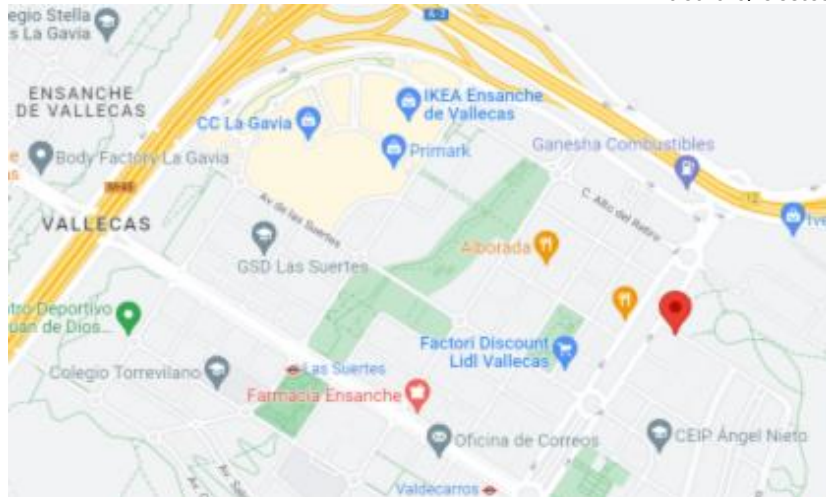 egio Stella
s La Gavia
A-3
ENSANCHE
DE VALLECAS
IKEA Ensanche
de Vallecas
CC La Gavia
Primark
Ganesha Combustibles
Body Factory La Gavia
12
VALLECAS
Av. de las Suertes
C. Alto del Retiro
GSD Las Suertes
Alborada
tro Deportivo
uan de Dios...
Factori Discount
Lidl Vallecas
Las Suertes
Colegio Torrevilano
Farmacia Ensanche
Oficina de Correos
CEIP Ángel Nieto
Valdecarros